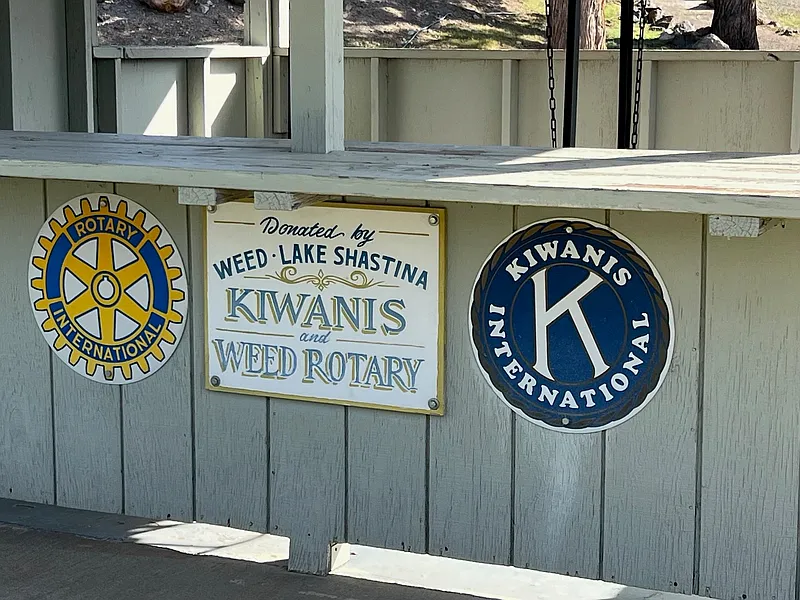 ROTARY
INTERNATIONAL
Donated by
WEED · LAKE SHASTINA
KIWANIS
and
WEED ROTARY
KIWANIS
K
INTERNATIONAL